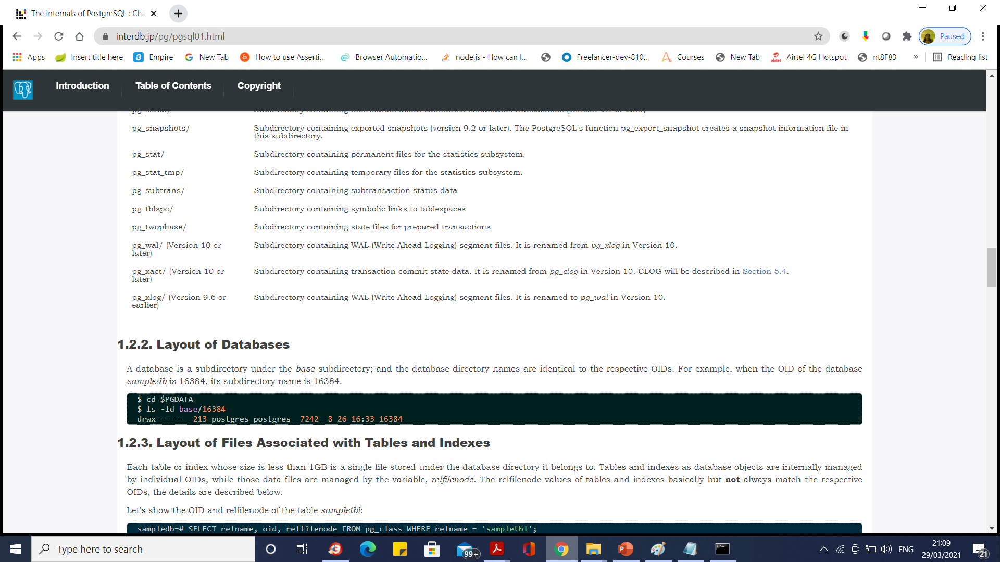 The Internals of PostgreSQL : Cha
interdb.jp/pg/pgsql01.html
Paused
Apps
Insert title here
Empire
New Tab
How to use Asserti...
Browser Automatio...
node.js - How can I...
Freelancer-dev-810...
Courses
New Tab
airtel
Airtel 4G Hotspot
nt8F83
»
Reading list
Introduction
Table of Contents
Copyright
pg_serial/ Subdirectory containing information about committed serializable transactions (version 9.1 or later)
pg_snapshots/ Subdirectory containing exported snapshots (version 9.2 or later). The PostgreSQL's function pg_export_snapshot creates a snapshot information file in
this subdirectory.
pg_stat/ Subdirectory containing permanent files for the statistics subsystem.
pg_stat_tmp/ Subdirectory containing temporary files for the statistics subsystem.
pg_subtrans/ Subdirectory containing subtransaction status data
pg_tblspc/ Subdirectory containing symbolic links to tablespaces
pg_twophase/ Subdirectory containing state files for prepared transactions
pg_wal/ (Version 10 or
later)
Subdirectory containing WAL (Write Ahead Logging) segment files. It is renamed from pg_xlog in Version 10.
pg_xact/ (Version 10 or
later)
Subdirectory containing transaction commit state data. It is renamed from pg_clog in Version 10. CLOG will be described in Section 5.4.
pg_xlog/ (Version 9.6 or
earlier)
Subdirectory containing WAL (Write Ahead Logging) segment files. It is renamed to pg_wal in Version 10.
1.2.2. Layout of Databases
A database is a subdirectory under the base subdirectory; and the database directory names are identical to the respective OIDs. For example, when the OID of the database
sampledb is 16384, its subdirectory name is 16384.
$ cd $PGDATA
$ ls -ld base/16384
drwx------  213 postgres postgres  7242  8 26 16:33 16384
1.2.3. Layout of Files Associated with Tables and Indexes
Each table or index whose size is less than 1GB is a single file stored under the database directory it belongs to. Tables and indexes as database objects are internally managed
by individual OIDs, while those data files are managed by the variable, relfilenode. The relfilenode values of tables and indexes basically but not always match the respective
OIDs, the details are described below.
Let's show the OID and relfilenode of the table sampletbl:
sampledb=# SELECT relname, oid, relfilenode FROM pg_class WHERE relname = 'sampletbl';
Type here to search
99+
ENG
21:09
29/03/2021
21